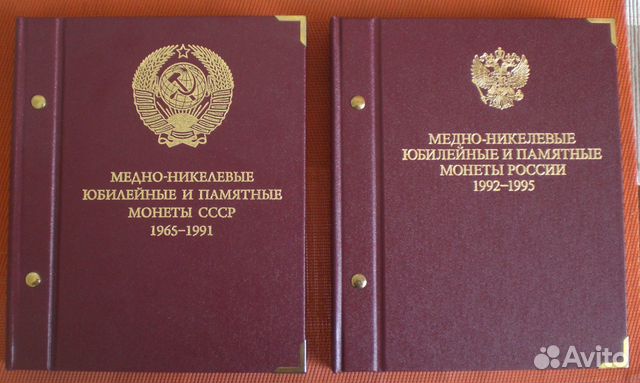 МЕДНО-НИКЕЛЕВЫЕ
ЮБИЛЕЙНЫЕ И ПАМЯТНЫЕ
МОНЕТЫ СССР
1965–1991
МЕДНО-НИКЕЛЕВЫЕ
ЮБИЛЕЙНЫЕ И ПАМЯТНЫЕ
МОНЕТЫ РОССИИ
1992–1995
Avito